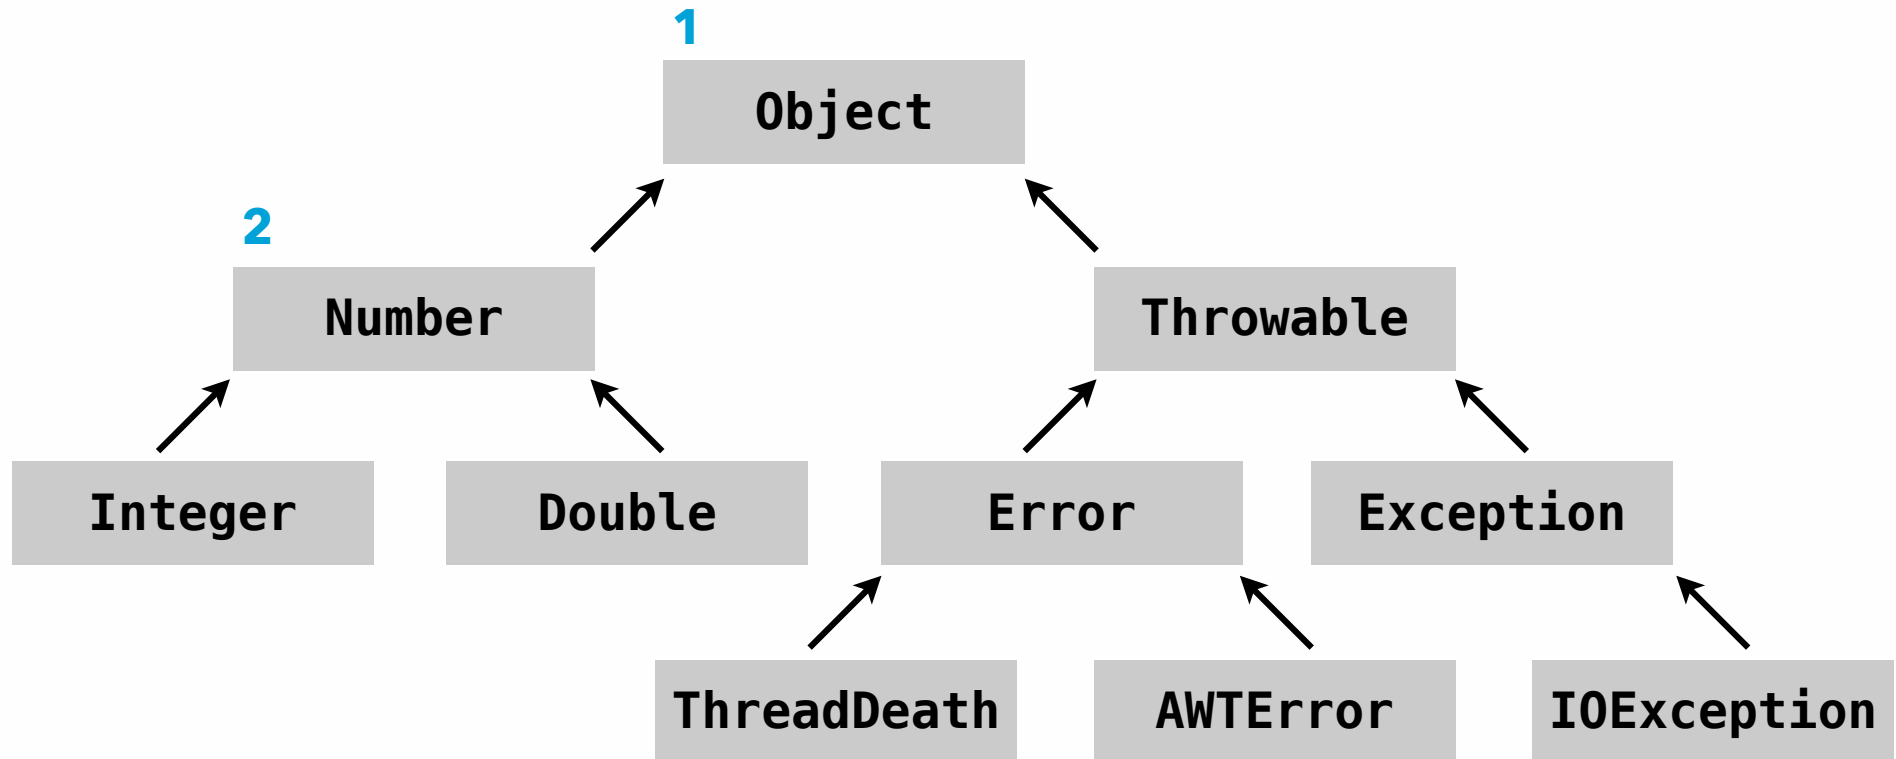 1
Object
2
Number
Throwable
Integer
Double
Error
Exception
ThreadDeath
AWTError
IOException